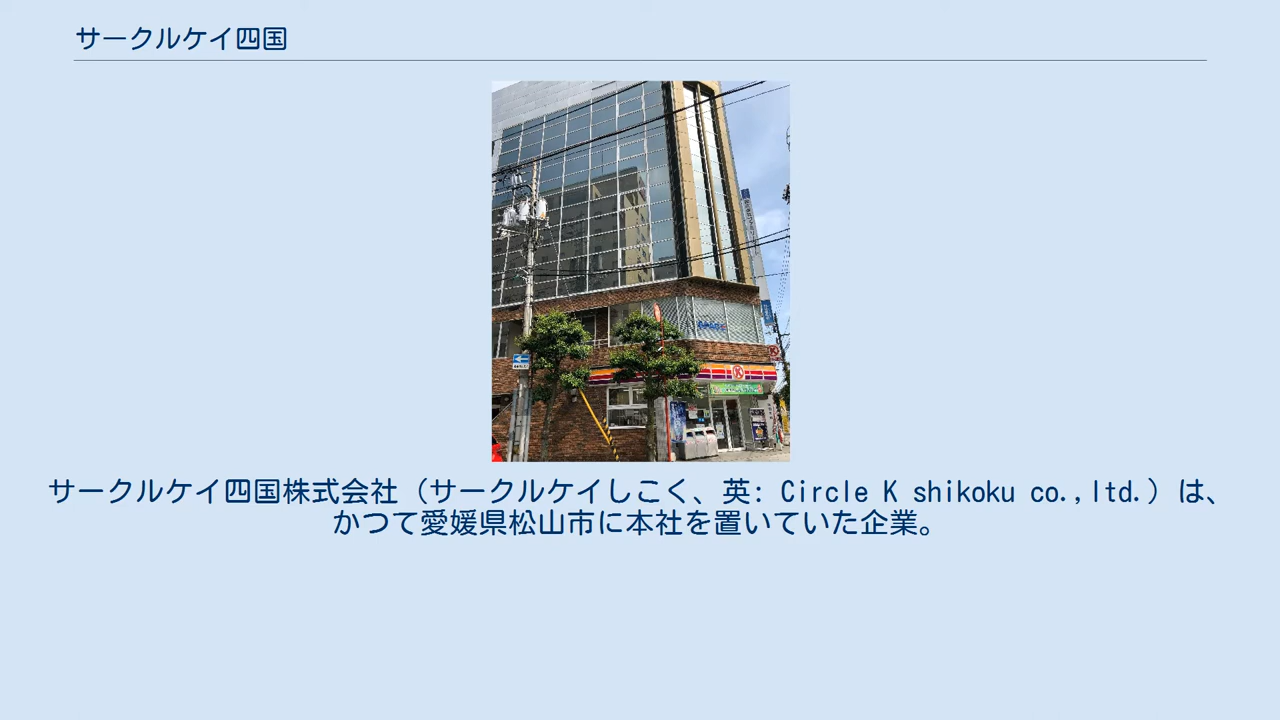 サークルケイ四国
サークルケイ四国株式会社（サークルケイしこく、英: Circle K shikoku co.,ltd.）は、
かつて愛媛県松山市に本社を置いていた企業。